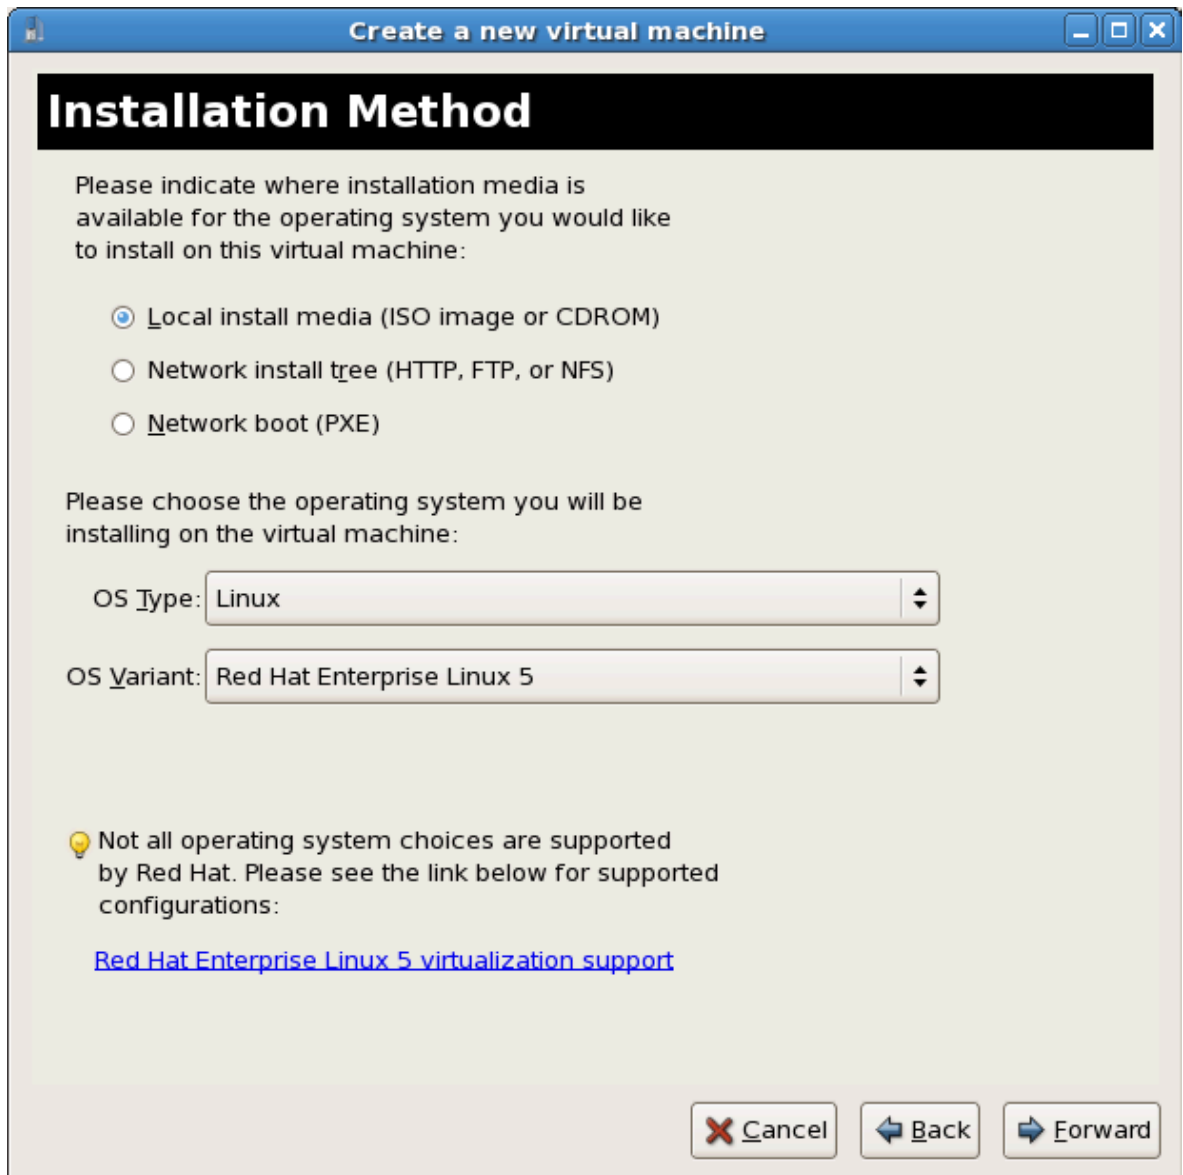 Create a new virtual machine
Installation Method
Please indicate where installation media is
available for the operating system you would like
to install on this virtual machine:
Local install media (ISO image or CDROM)
Network install tree (HTTP, FTP, or NFS)
Network boot (PXE)
Please choose the operating system you will be
installing on the virtual machine:
OS Type: Linux
OS Variant: Red Hat Enterprise Linux 5
Not all operating system choices are supported
by Red Hat. Please see the link below for supported
configurations:
Red Hat Enterprise Linux 5 virtualization support
Cancel Back Forward